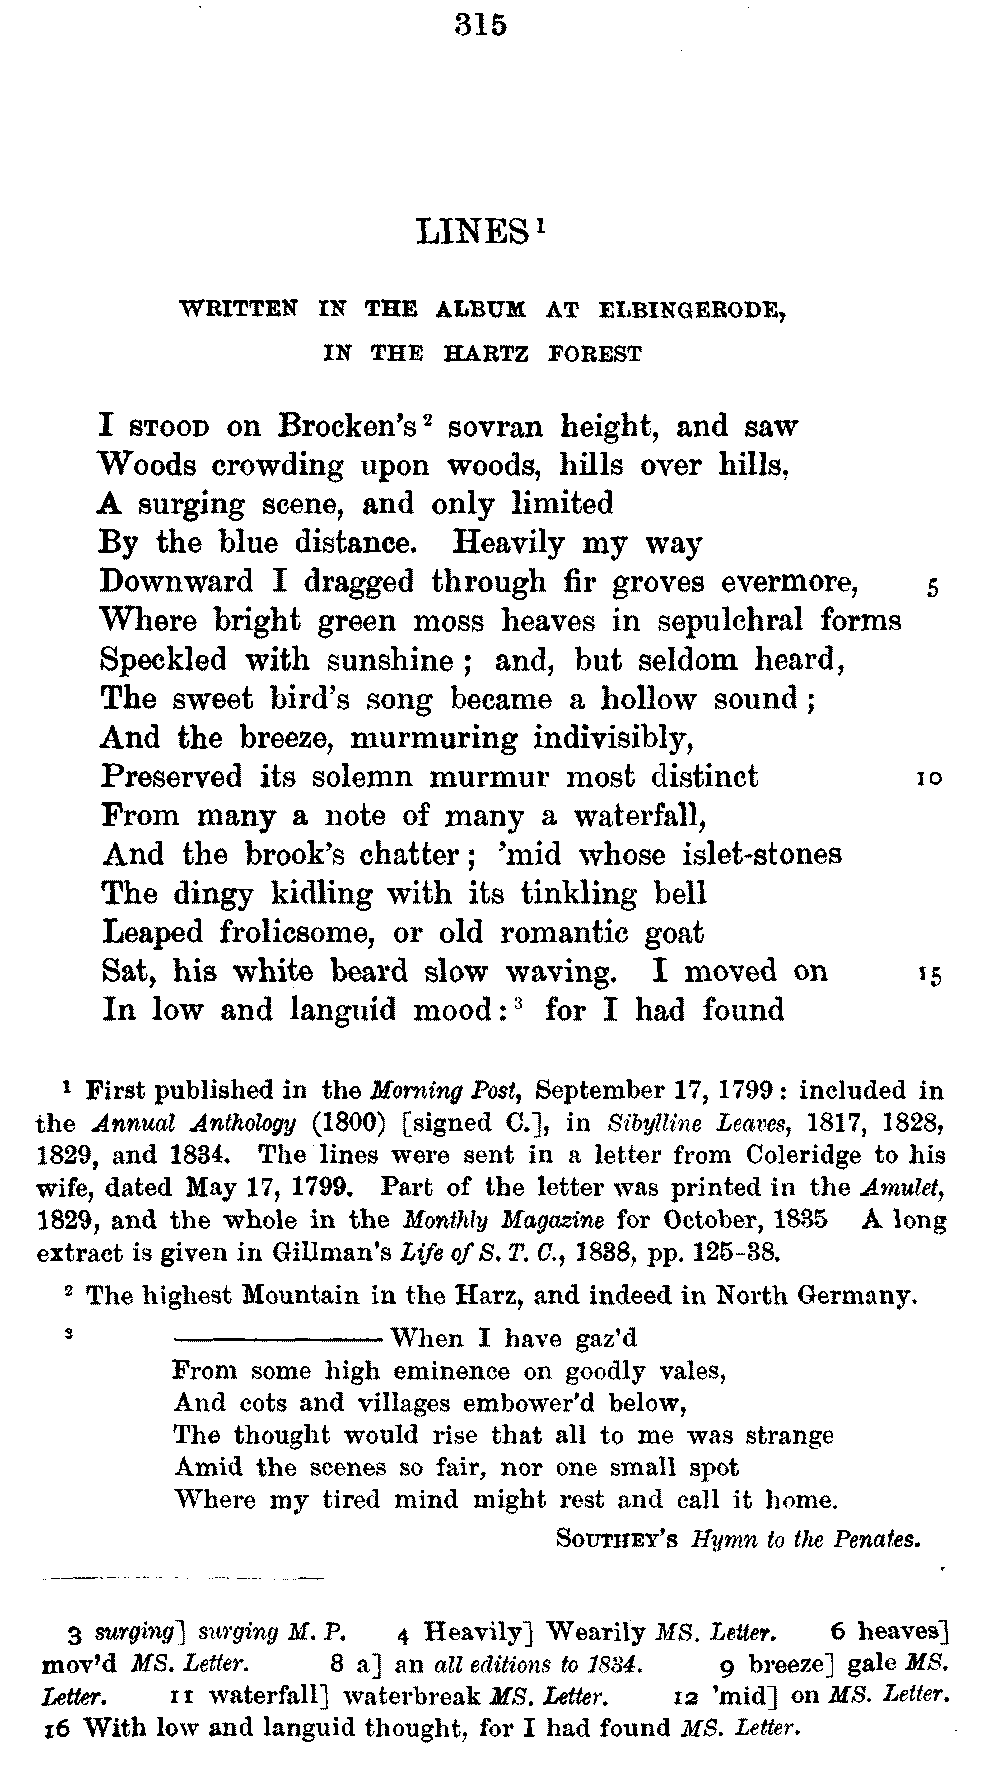 315
LINES¹
WRITTEN IN THE ALBUM AT ELBINGERODE,
IN THE HARTZ FOREST
I STOOD on Brocken's² sovran height, and saw
Woods crowding upon woods, hills over hills,
A surging scene, and only limited
By the blue distance. Heavily my way
Downward I dragged through fir groves evermore, 5
Where bright green moss heaves in sepulchral forms
Speckled with sunshine; and, but seldom heard,
The sweet bird's song became a hollow sound;
And the breeze, murmuring indivisibly,
Preserved its solemn murmur most distinct 10
From many a note of many a waterfall,
And the brook's chatter; 'mid whose islet-stones
The dingy kidling with its tinkling bell
Leaped frolicsome, or old romantic goat
Sat, his white beard slow waving. I moved on 15
In low and languid mood:³ for I had found
¹ First published in the Morning Post, September 17, 1799: included in
the Annual Anthology (1800) [signed C.], in Sibylline Leaves, 1817, 1828,
1829, and 1834. The lines were sent in a letter from Coleridge to his
wife, dated May 17, 1799. Part of the letter was printed in the Amulet,
1829, and the whole in the Monthly Magazine for October, 1835 A long
extract is given in Gillman's Life of S. T. C., 1838, pp. 125-38.
² The highest Mountain in the Harz, and indeed in North Germany.
³ ———When I have gaz'd
From some high eminence on goodly vales,
And cots and villages embower'd below,
The thought would rise that all to me was strange
Amid the scenes so fair, nor one small spot
Where my tired mind might rest and call it home.
SOUTHEY'S Hymn to the Penates.
3 surging] surging M. P. 4 Heavily] Wearily MS. Letter. 6 heaves]
mov'd MS. Letter. 8 a] an all editions to 1834. 9 breeze] gale MS.
Letter. 11 waterfall] waterbreak MS. Letter. 12 'mid] on MS. Letter.
16 With low and languid thought, for I had found MS. Letter.